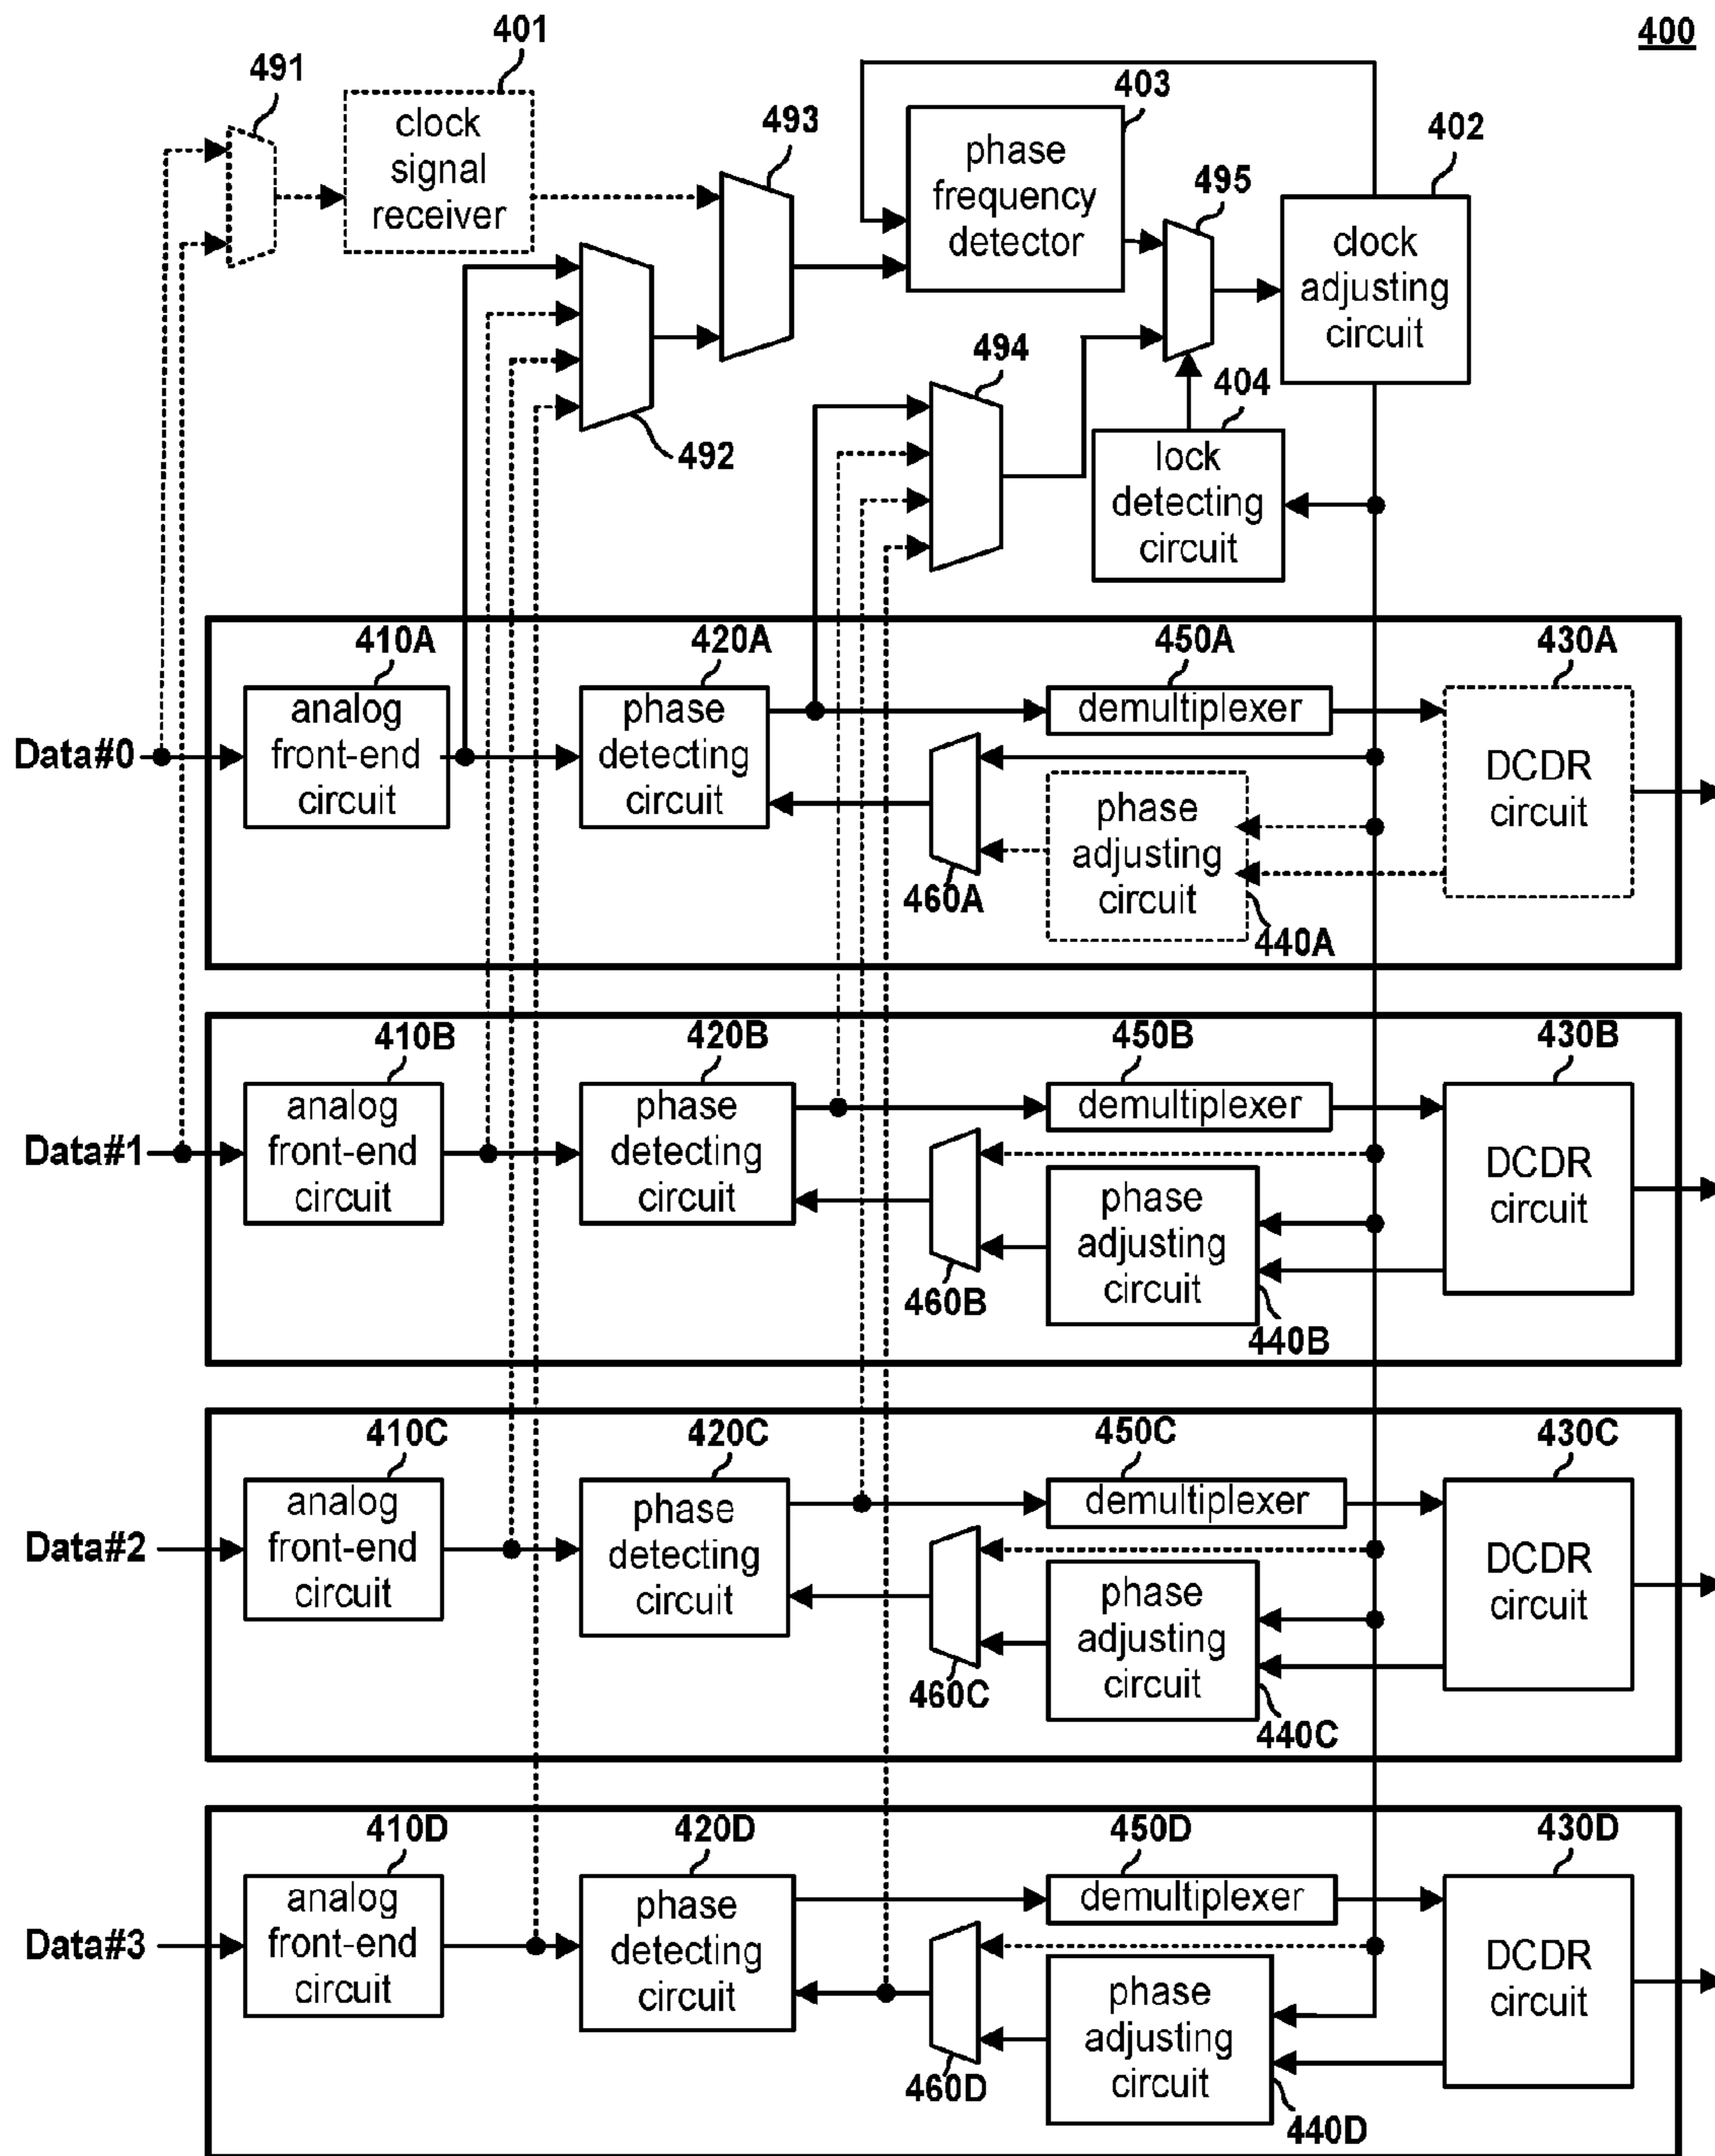 400
401
491
clock
signal
receiver
493
403
phase
frequency
detector
402
495
clock
adjusting
circuit
492
494
404
lock
detecting
circuit
410A
420A
450A
430A
Data#0
analog
front-end
circuit
phase
detecting
circuit
demultiplexer
DCDR
circuit
phase
adjusting
circuit
460A
440A
410B
420B
450B
430B
Data#1
analog
front-end
circuit
phase
detecting
circuit
demultiplexer
DCDR
circuit
phase
adjusting
circuit
460B
440B
410C
420C
450C
430C
Data#2
analog
front-end
circuit
phase
detecting
circuit
demultiplexer
DCDR
circuit
phase
adjusting
circuit
460C
440C
410D
420D
450D
430D
Data#3
analog
front-end
circuit
phase
detecting
circuit
demultiplexer
DCDR
circuit
phase
adjusting
circuit
460D
440D